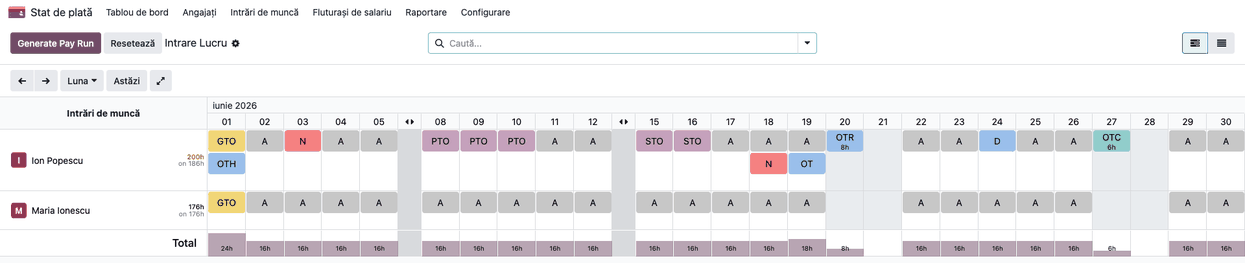 Stat de plată Tablou de bord Angajați Intrări de muncă Fluturași de salariu Raportare Configurare
Generate Pay Run Resetează Intrare Lucru Caută...
Luna Astăzi
Intrări de muncă iunie 2026
01 02 03 04 05 08 09 10 11 12 15 16 17 18 19 20 21 22 23 24 25 26 27 28 29 30
GTO A N A A PTO PTO PTO A A STO STO A A A OTR 8h A A D A A OTC 6h A A
I Ion Popescu 200h on 186h
OTH N OT
M Maria Ionescu 176h on 176h GTO A A A A A A A A A A A A A A A A A A A A A
Total 24h 16h 16h 16h 16h 16h 16h 16h 16h 16h 16h 16h 16h 16h 18h 8h 16h 16h 16h 16h 16h 6h 16h 16h